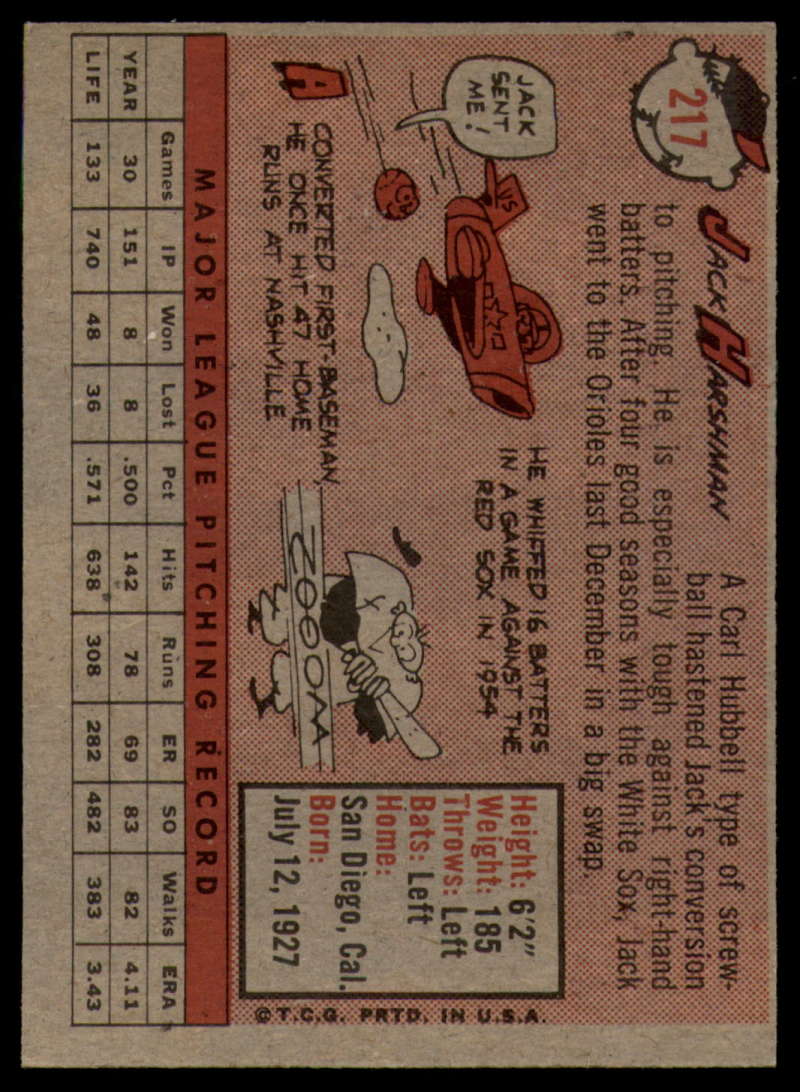 217
JACK HARSHMAN
A Carl Hubbell type of screw-
ball hastened Jack's conversion
to pitching. He is especially tough against right-hand
batters. After four good seasons with the White Sox, Jack
went to the Orioles last December in a big swap.
JACK
SENT
ME!
US
HE WHIFFED 16 BATTERS
IN A GAME AGAINST THE
RED SOX IN 1954
A
CONVERTED FIRST-BASEMAN,
HE ONCE HIT 47 HOME
RUNS AT NASHVILLE
ZOOOM
Height: 6'2"
Weight: 185
Throws: Left
Bats: Left
Home:
San Diego, Cal.
Born:
July 12, 1927
© T.C.G. PRTD. IN U.S.A.
MAJOR LEAGUE PITCHING RECORD
Games IP Won Lost Pct Hits Runs ER SO Walks ERA
YEAR 30 151 8 8 .500 142 78 69 83 82 4.11
LIFE 133 740 48 36 .571 638 308 282 482 383 3.43